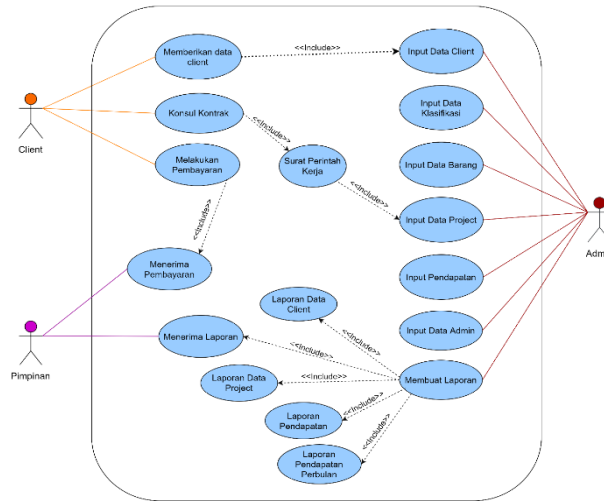 Memberikan data
client
<<Include>>
Input Data Client
Client
Konsul Kontrak
<<Include>>
Input Data
Klasifikasi
Melakukan
Pembayaran
Surat Perintah
Kerja
Input Data Barang
<<Include>>
<<Include>>
Input Data Project
Menerima
Pembayaran
Input Pendapatan
Laporan Data
Client
Pimpinan
Menerima Laporan
<<Include>>
<<Include>>
Input Data Admin
Laporan Data
Project
<<Include>>
Membuat Laporan
Laporan
Pendapatan
<<Include>>
Laporan
Pendapatan
Perbulan
<<Include>>